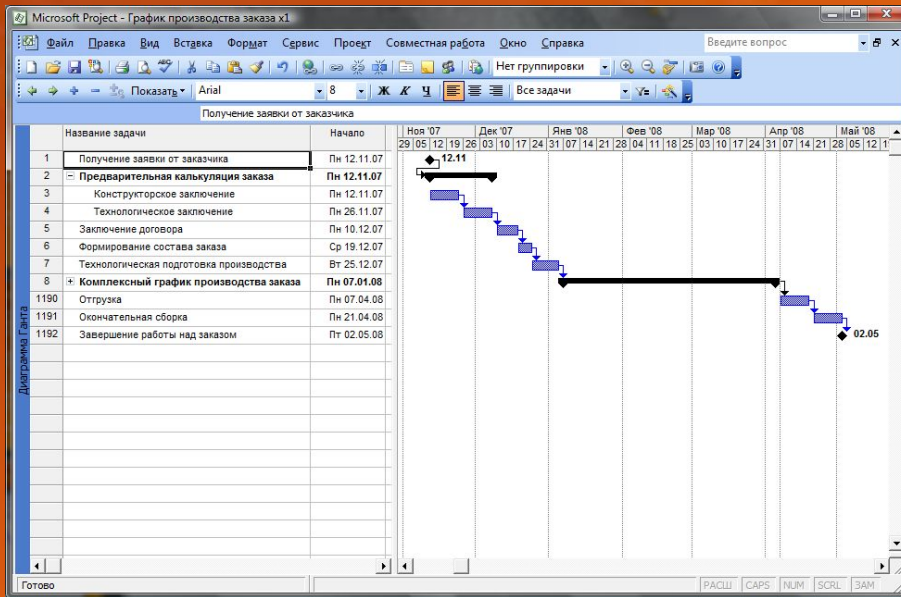 Microsoft Project - График производства заказа x1
Файл Правка Вид Вставка Формат Сервис Проект Совместная работа Окно Справка Введите вопрос
Нет группировки
Показать Arial 8 Ж К Ч Все задачи
Получение заявки от заказчика
Название задачи Начало Ноя '07 Дек '07 Янв '08 Фев '08 Мар '08 Апр '08 Май '08
29 05 12 19 26 03 10 17 24 31 07 14 21 28 04 11 18 25 03 10 17 24 31 07 14 21 28 05 12
1 Получение заявки от заказчика Пн 12.11.07 12.11
2 Предварительная калькуляция заказа Пн 12.11.07
3 Конструкторское заключение Пн 12.11.07
4 Технологическое заключение Пн 26.11.07
5 Заключение договора Пн 10.12.07
6 Формирование состава заказа Ср 19.12.07
7 Технологическая подготовка производства Вт 25.12.07
8 Комплексный график производства заказа Пн 07.01.08
1190 Отгрузка Пн 07.04.08
1191 Окончательная сборка Пн 21.04.08
1192 Завершение работы над заказом Пт 02.05.08 02.05
Диаграмма Ганта
Готово РАСШ CAPS NUM SCRL ЗАМ